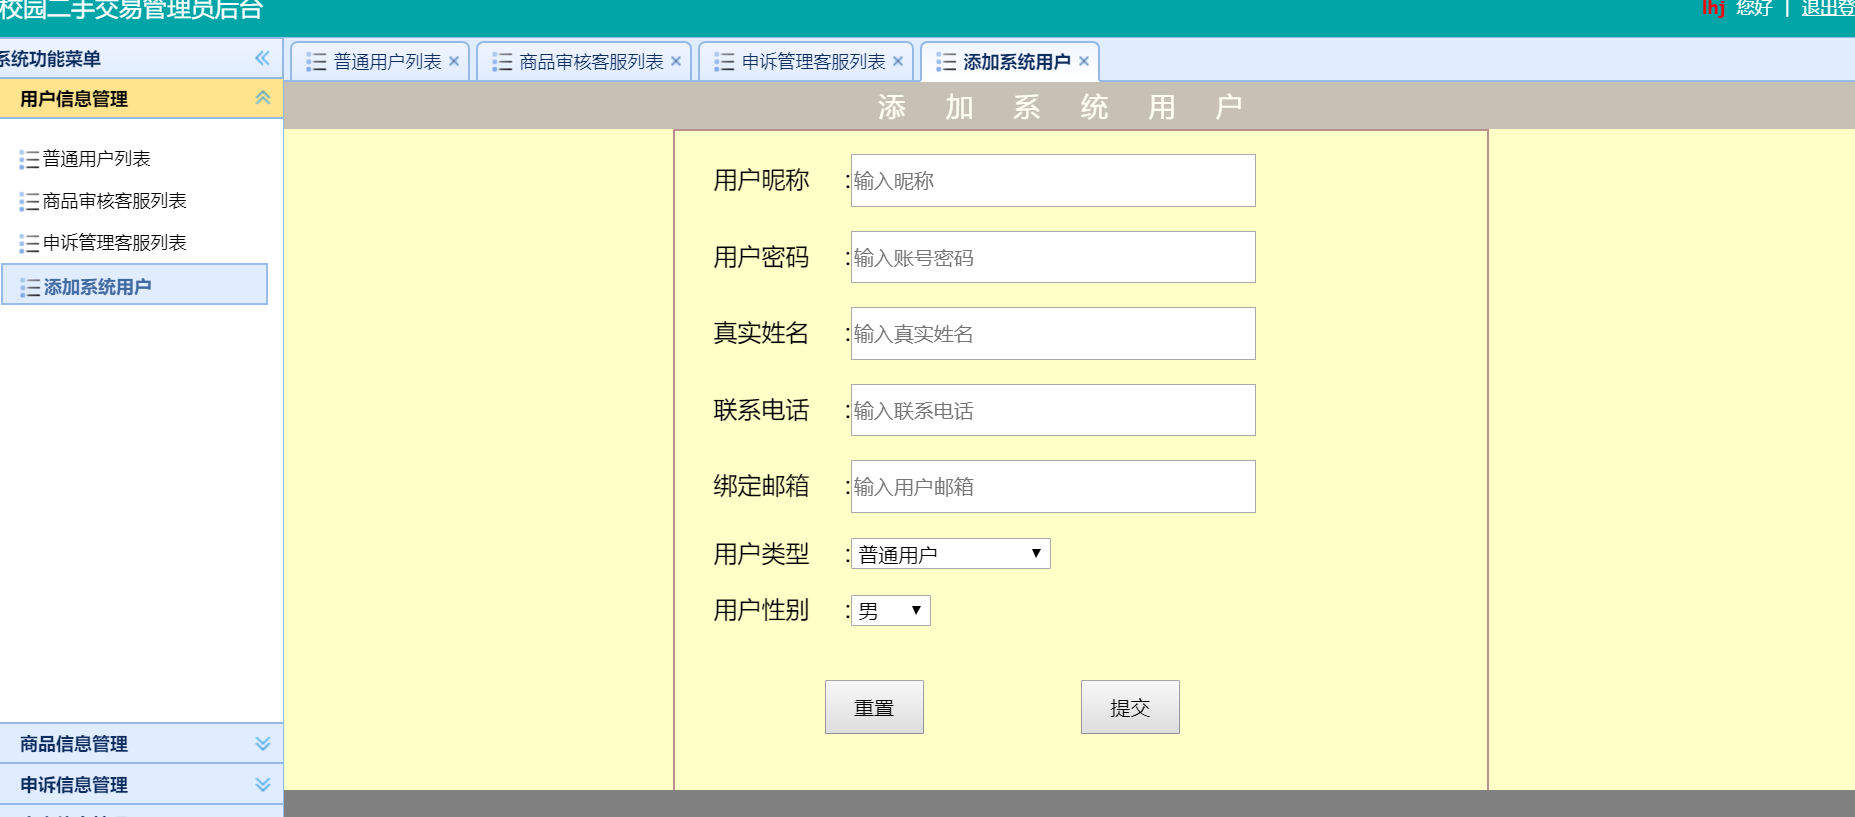 校园二手交易管理员后台
lhj 您好 | 退出登
系统功能菜单
普通用户列表 × 商品审核客服列表 × 申诉管理客服列表 × 添加系统用户 ×
用户信息管理
普通用户列表
商品审核客服列表
申诉管理客服列表
添加系统用户
商品信息管理
申诉信息管理
添加系统用户
用户昵称 :输入昵称
用户密码 :输入账号密码
真实姓名 :输入真实姓名
联系电话 :输入联系电话
绑定邮箱 :输入用户邮箱
用户类型 :普通用户
用户性别 :男
重置 提交